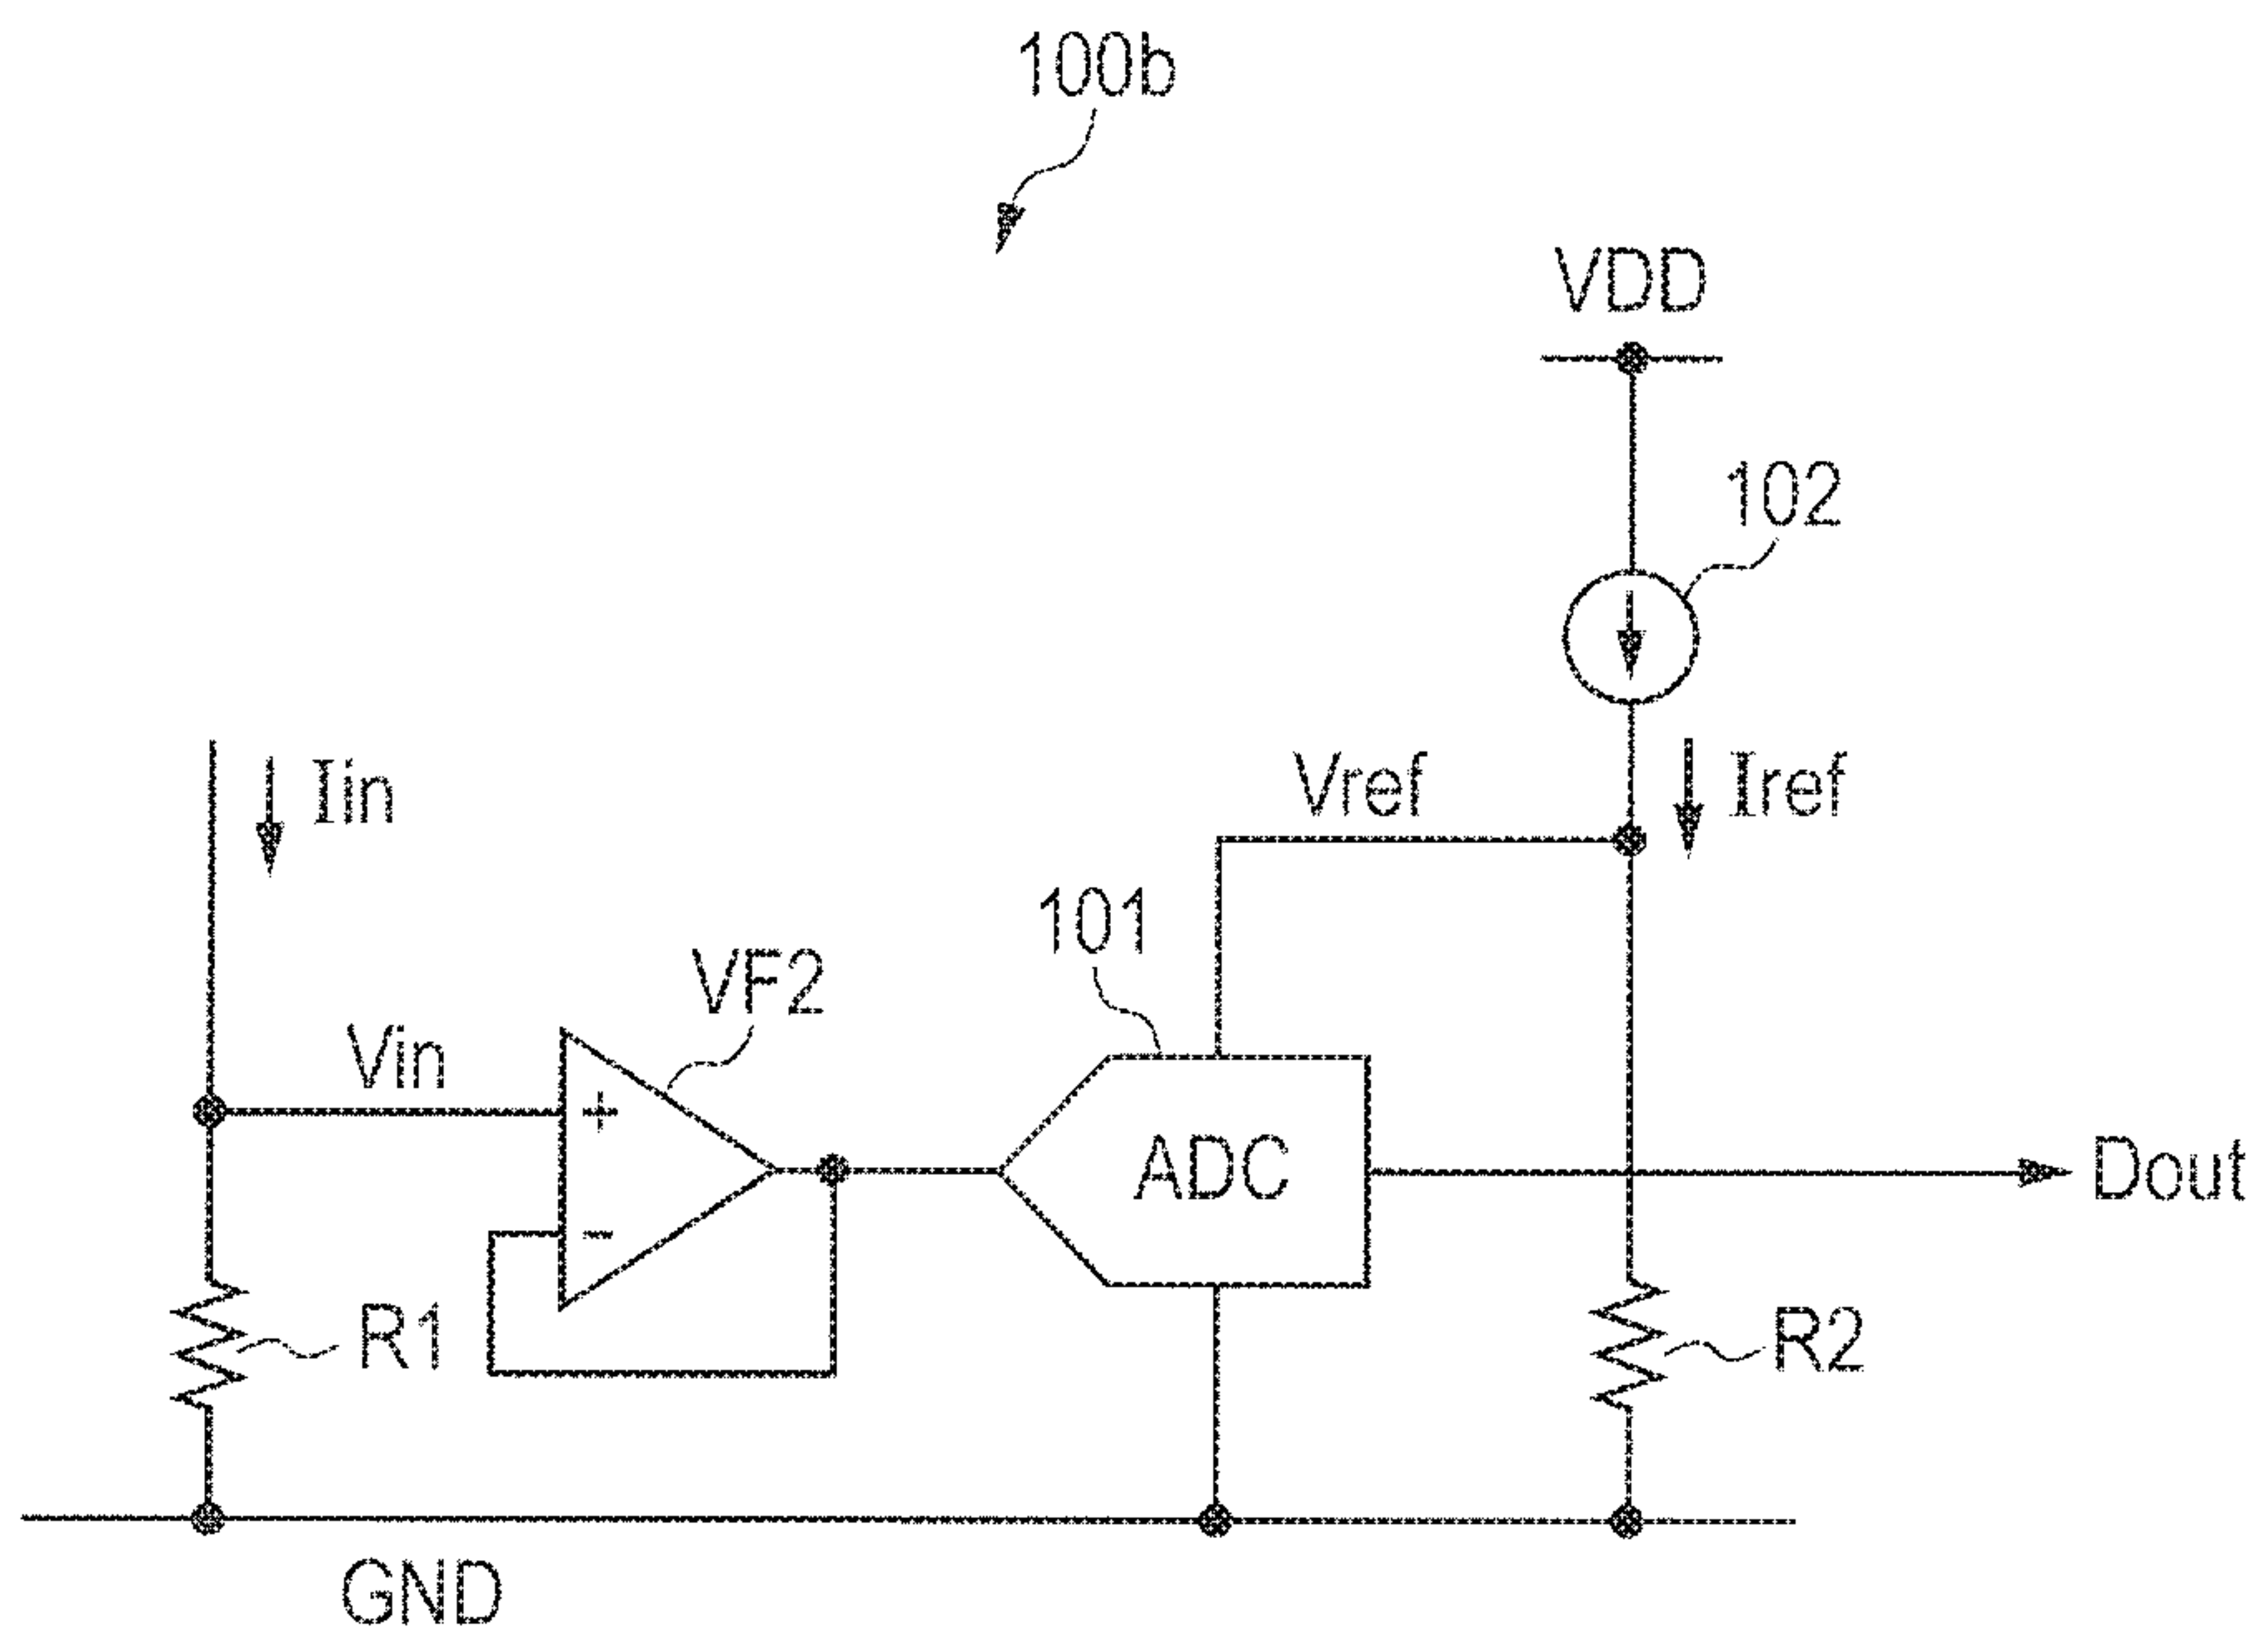 100b
VDD
102
Iin
Vref
Iref
101
VF2
Vin
+
ADC
Dout
−
R1
R2
GND